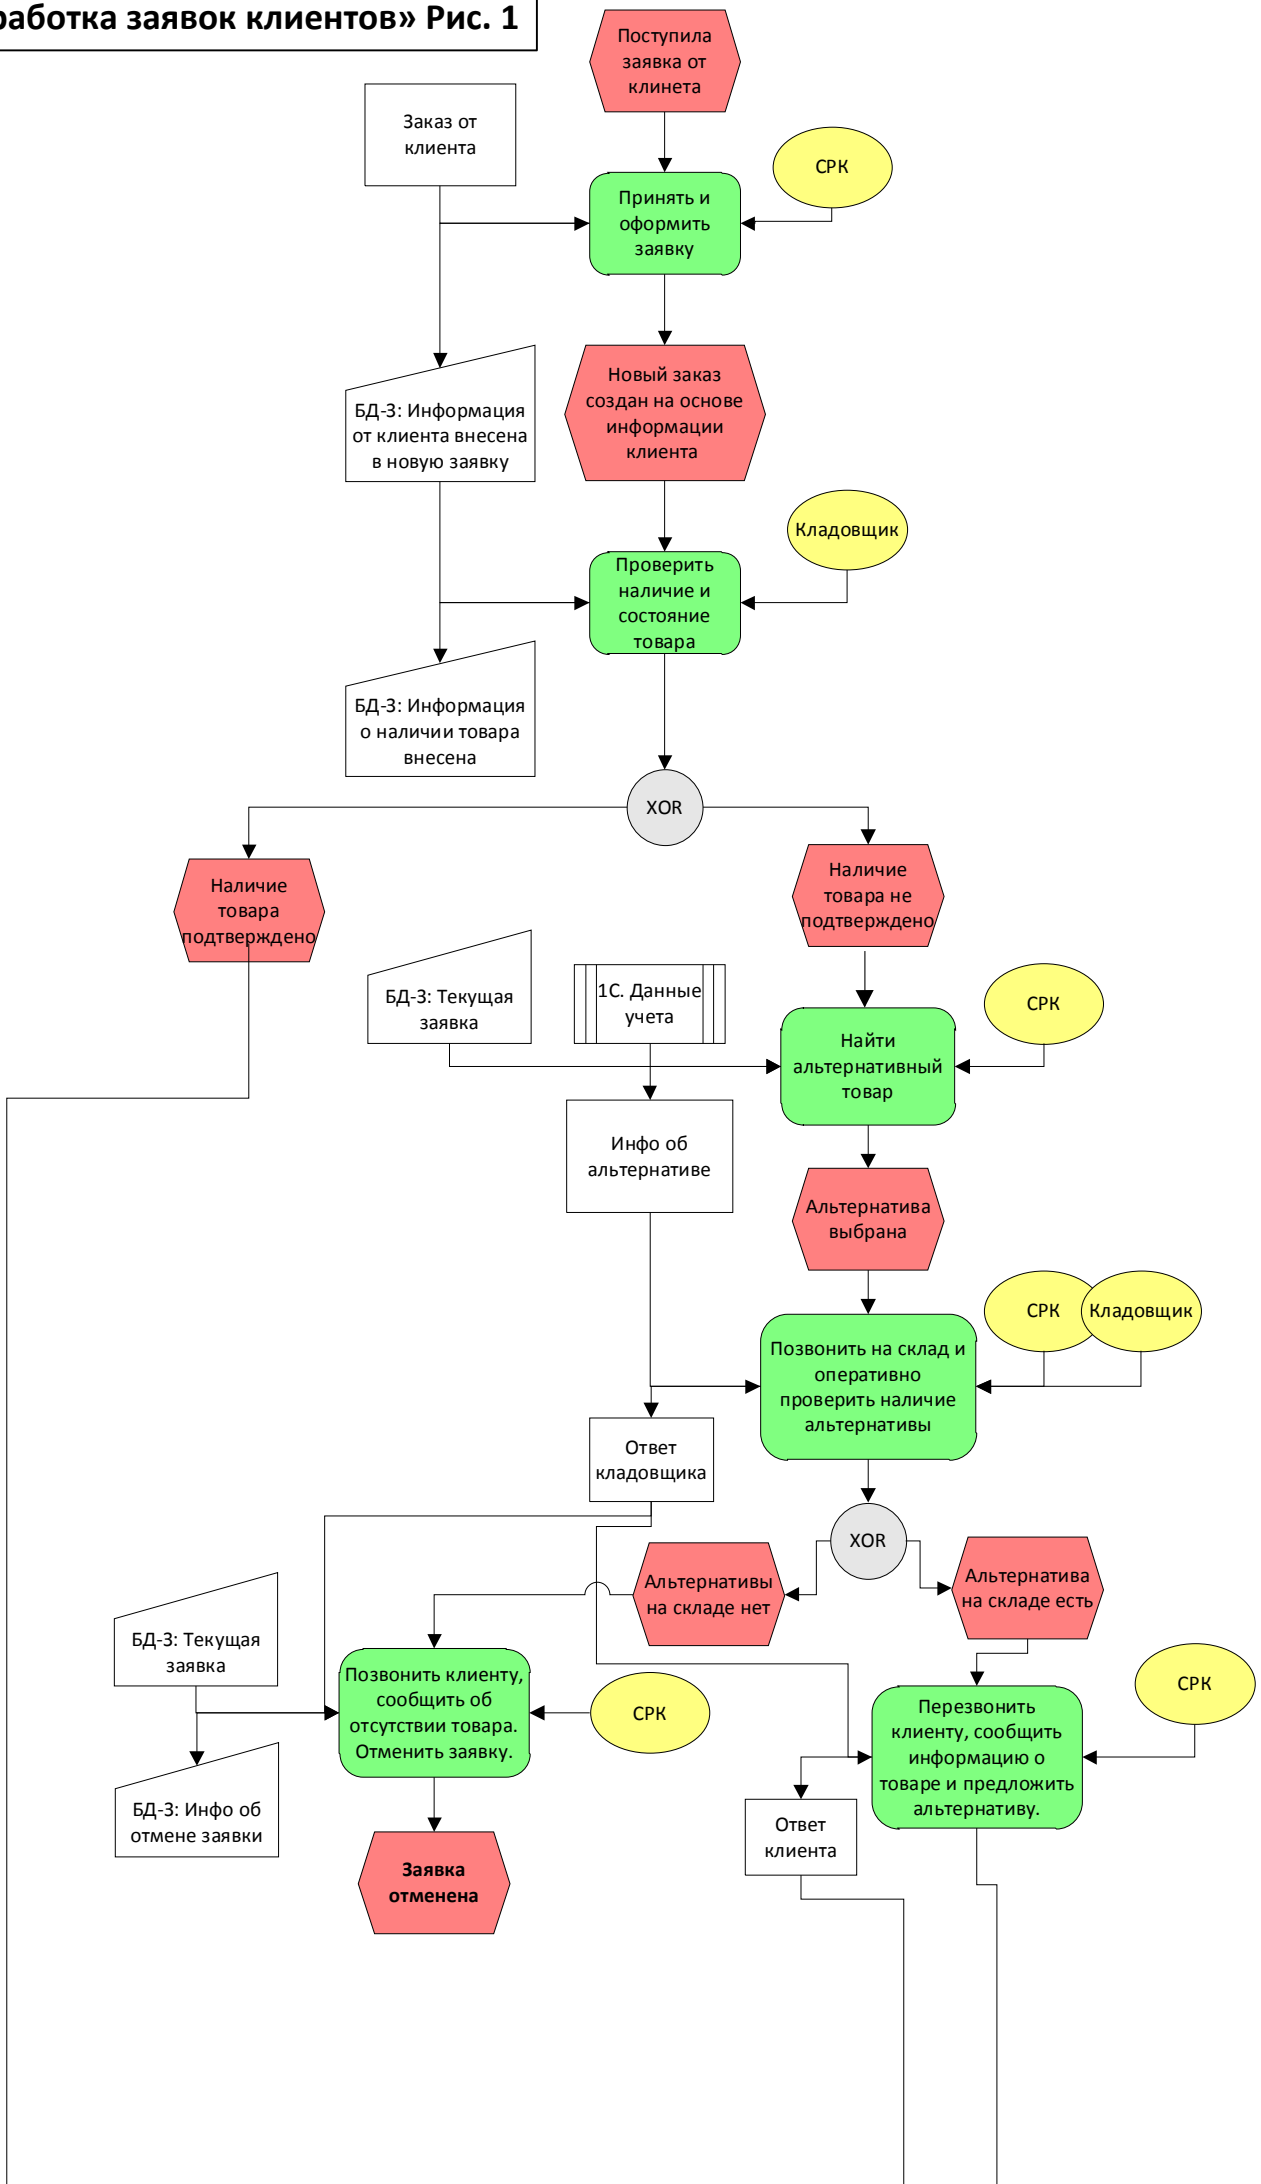 работка заявок клиентов» Рис. 1
Поступила
заявка от
клинета
Заказ от
клиента
СРК
Принять и
оформить
заявку
Новый заказ
создан на основе
информации
клиента
БД-3: Информация
от клиента внесена
в новую заявку
Кладовщик
Проверить
наличие и
состояние
товара
БД-3: Информация
о наличии товара
внесена
XOR
Наличие
товара
подтверждено
Наличие
товара не
подтверждено
БД-3: Текущая
заявка
1С. Данные
учета
СРК
Найти
альтернативный
товар
Инфо об
альтернативе
Альтернатива
выбрана
СРК
Кладовщик
Позвонить на склад и
оперативно
проверить наличие
альтернативы
Ответ
кладовщика
XOR
Альтернативы
на складе нет
Альтернатива
на складе есть
БД-3: Текущая
заявка
Позвонить клиенту,
сообщить об
отсутствии товара.
Отменить заявку.
СРК
СРК
Перезвонить
клиенту, сообщить
информацию о
товаре и предложить
альтернативу.
БД-3: Инфо об
отмене заявки
Ответ
клиента
Заявка
отменена